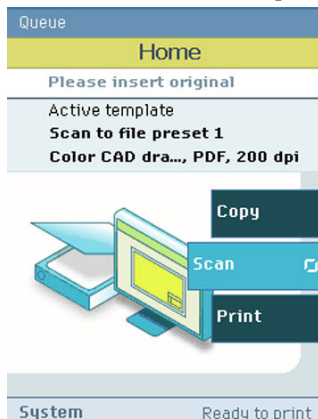 Queue
Home
Please insert original
Active template
Scan to file preset 1
Color CAD dra..., PDF, 200 dpi
Copy
Scan
Print
System Ready to print